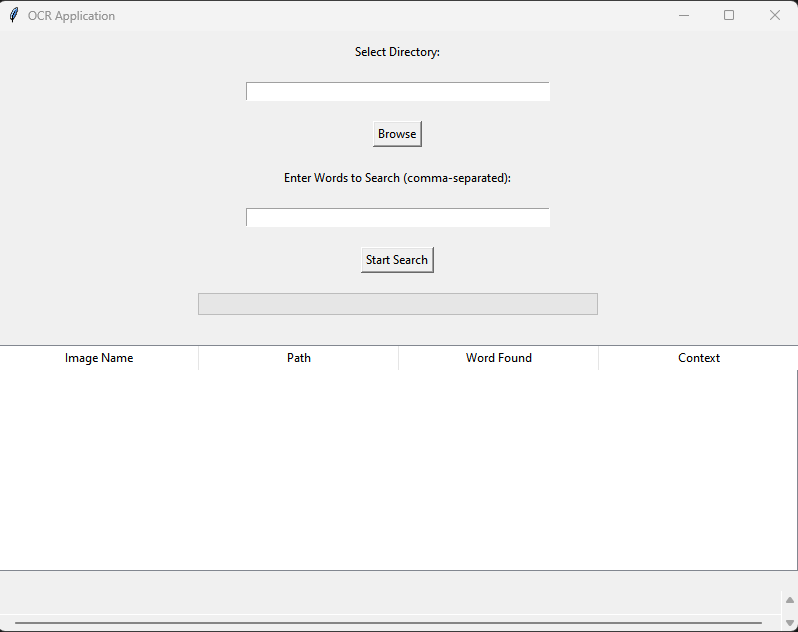 OCR Application
Select Directory:
Browse
Enter Words to Search (comma-separated):
Start Search
Image Name Path Word Found Context